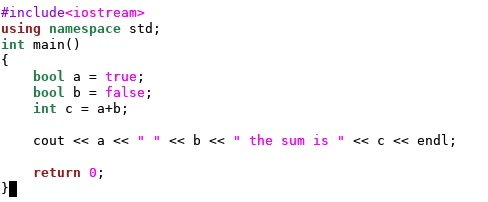 #include<iostream>
using namespace std;
int main()
{
    bool a = true;
    bool b = false;
    int c = a+b;

    cout << a << " " << b << " the sum is " << c << endl;

    return 0;
}